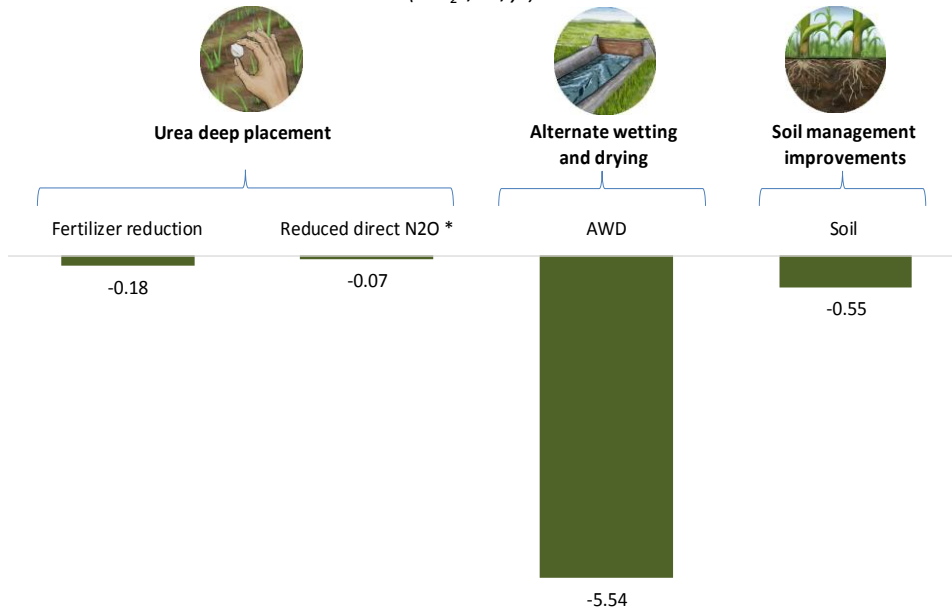 Urea deep placement
Alternate wetting
and drying
Soil management
improvements
Fertilizer reduction
Reduced direct N2O *
AWD
Soil
-0.18
-0.07
-5.54
-0.55